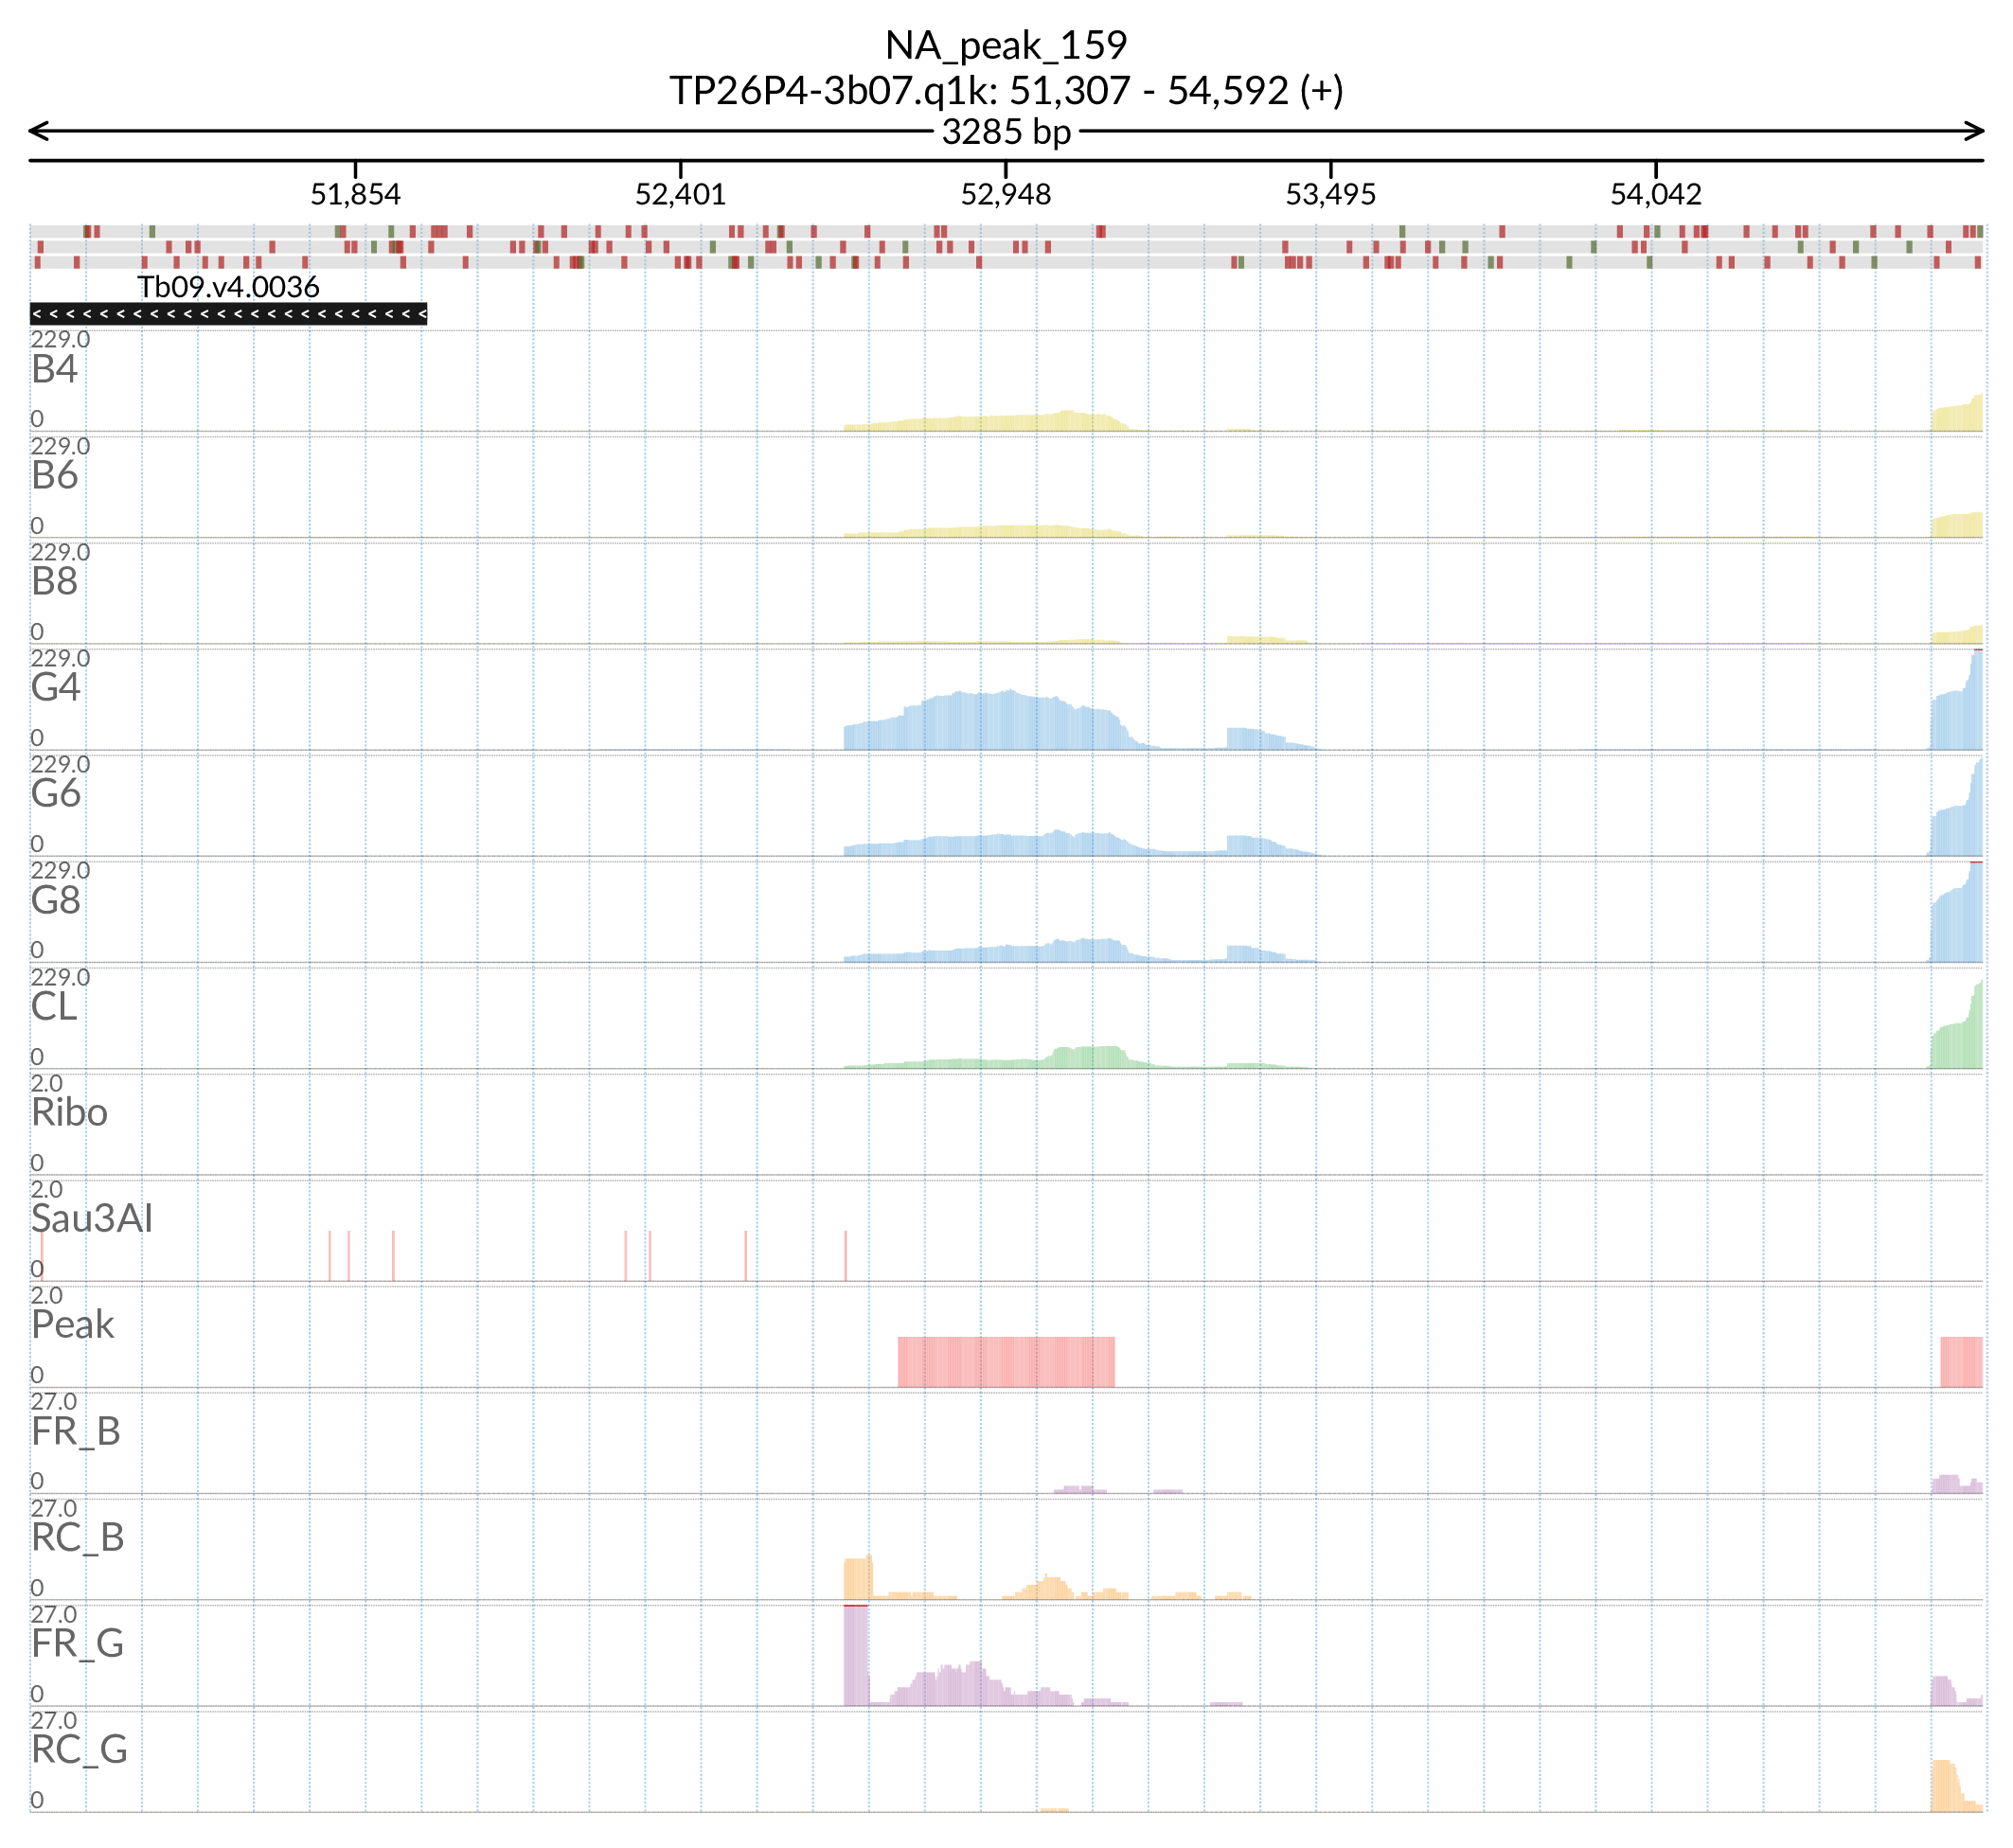 NA_peak_159
TP26P4-3b07.q1k: 51,307 - 54,592 (+)
3285 bp
51,854 52,401 52,948 53,495 54,042
Tb09.v4.0036
229.0
B4
0
229.0
B6
0
229.0
B8
0
229.0
G4
0
229.0
G6
0
229.0
G8
0
229.0
CL
0
2.0
Ribo
0
2.0
Sau3AI
0
2.0
Peak
0
27.0
FR_B
0
27.0
RC_B
0
27.0
FR_G
0
27.0
RC_G
0